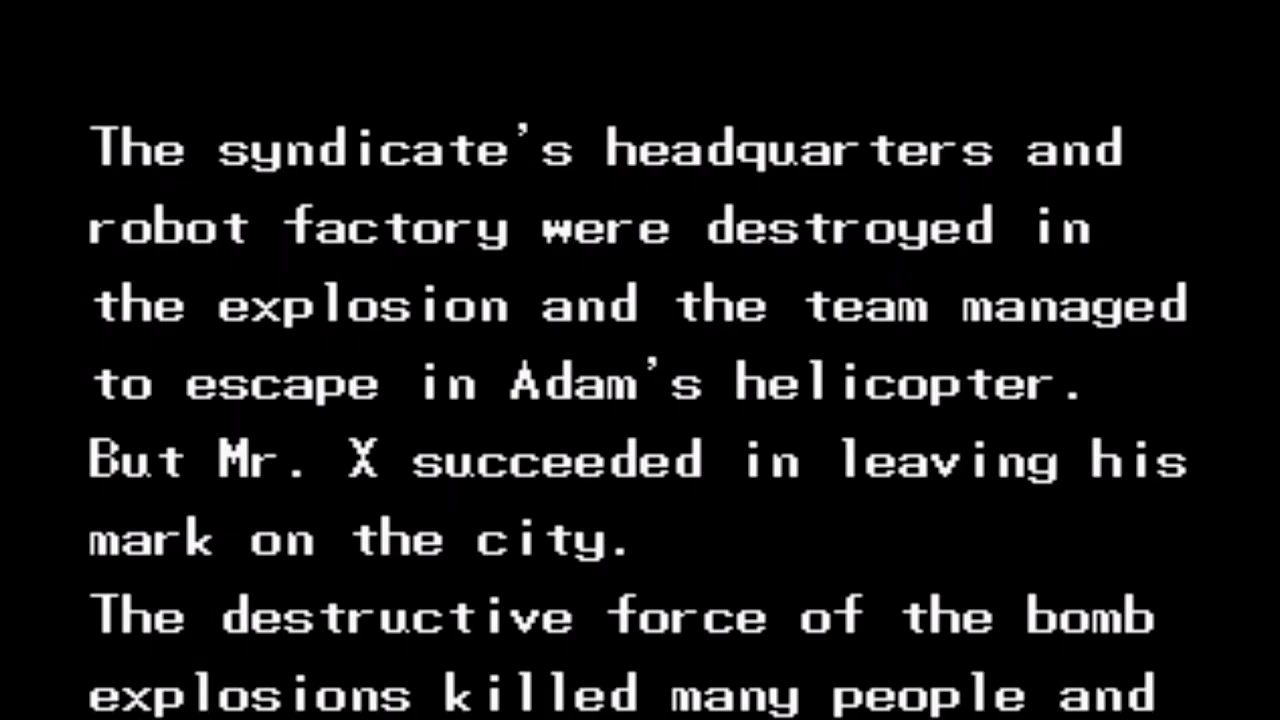 The syndicate's headquarters and
robot factory were destroyed in
the explosion and the team managed
to escape in Adam's helicopter.
But Mr. X succeeded in leaving his
mark on the city.
The destructive force of the bomb
explosions killed many people and